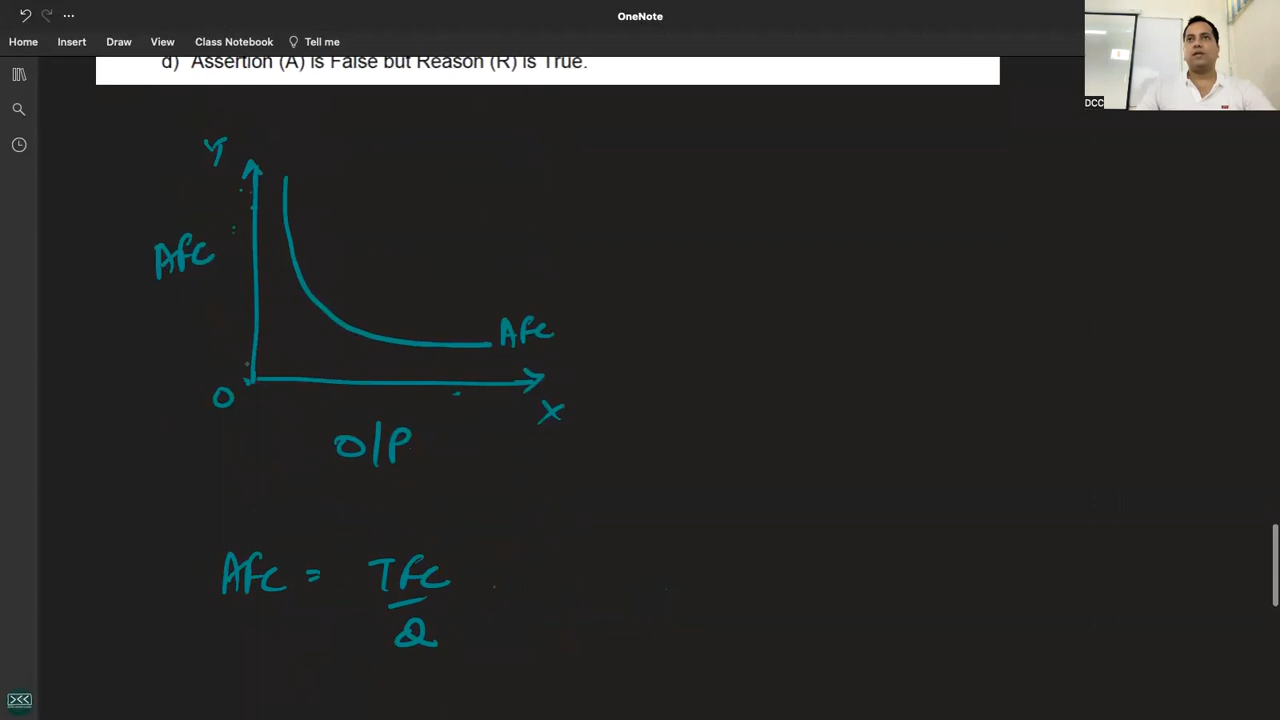 OneNote
Home Insert Draw View Class Notebook Tell me
d) Assertion (A) is False but Reason (R) is True.
DCC
Y
AFC
AFC
O
X
O/P
AFC = TFC
Q
DCC